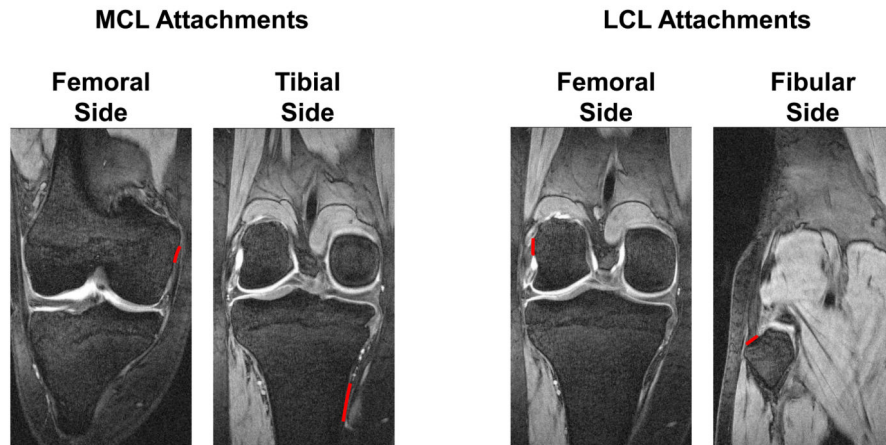 MCL Attachments
LCL Attachments
Femoral
Side
Tibial
Side
Femoral
Side
Fibular
Side